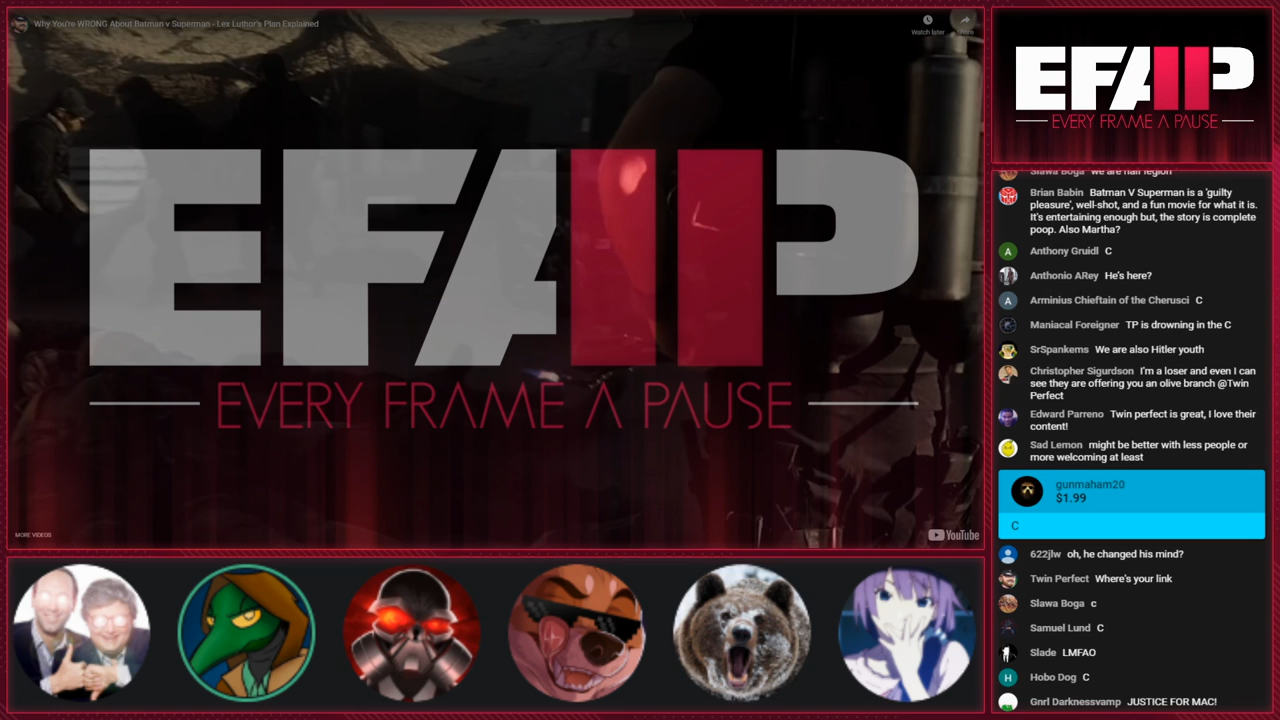 Why You're WRONG About Batman v Superman - Lex Luthor's Plan Explained
Watch later
Share
EFAP
EVERY FRAME A PAUSE
MORE VIDEOS
YouTube
EFAP
EVERY FRAME A PAUSE
Slawa Boga we are half legion
Brian Babin Batman V Superman is a 'guilty
pleasure', well-shot, and a fun movie for what it is.
It's entertaining enough but, the story is complete
poop. Also Martha?
A Anthony Gruidl C
Anthonio ARey He's here?
A Arminius Chieftain of the Cherusci C
Maniacal Foreigner TP is drowning in the C
SrSpankems We are also Hitler youth
Christopher Sigurdson I'm a loser and even I can
see they are offering you an olive branch @Twin
Perfect
Edward Parreno Twin perfect is great, I love their
content!
Sad Lemon might be better with less people or
more welcoming at least
gunmaham20
$1.99
C
622jlw oh, he changed his mind?
Twin Perfect Where's your link
Slawa Boga c
Samuel Lund C
Slade LMFAO
H Hobo Dog C
Gnrl Darknessvamp JUSTICE FOR MAC!